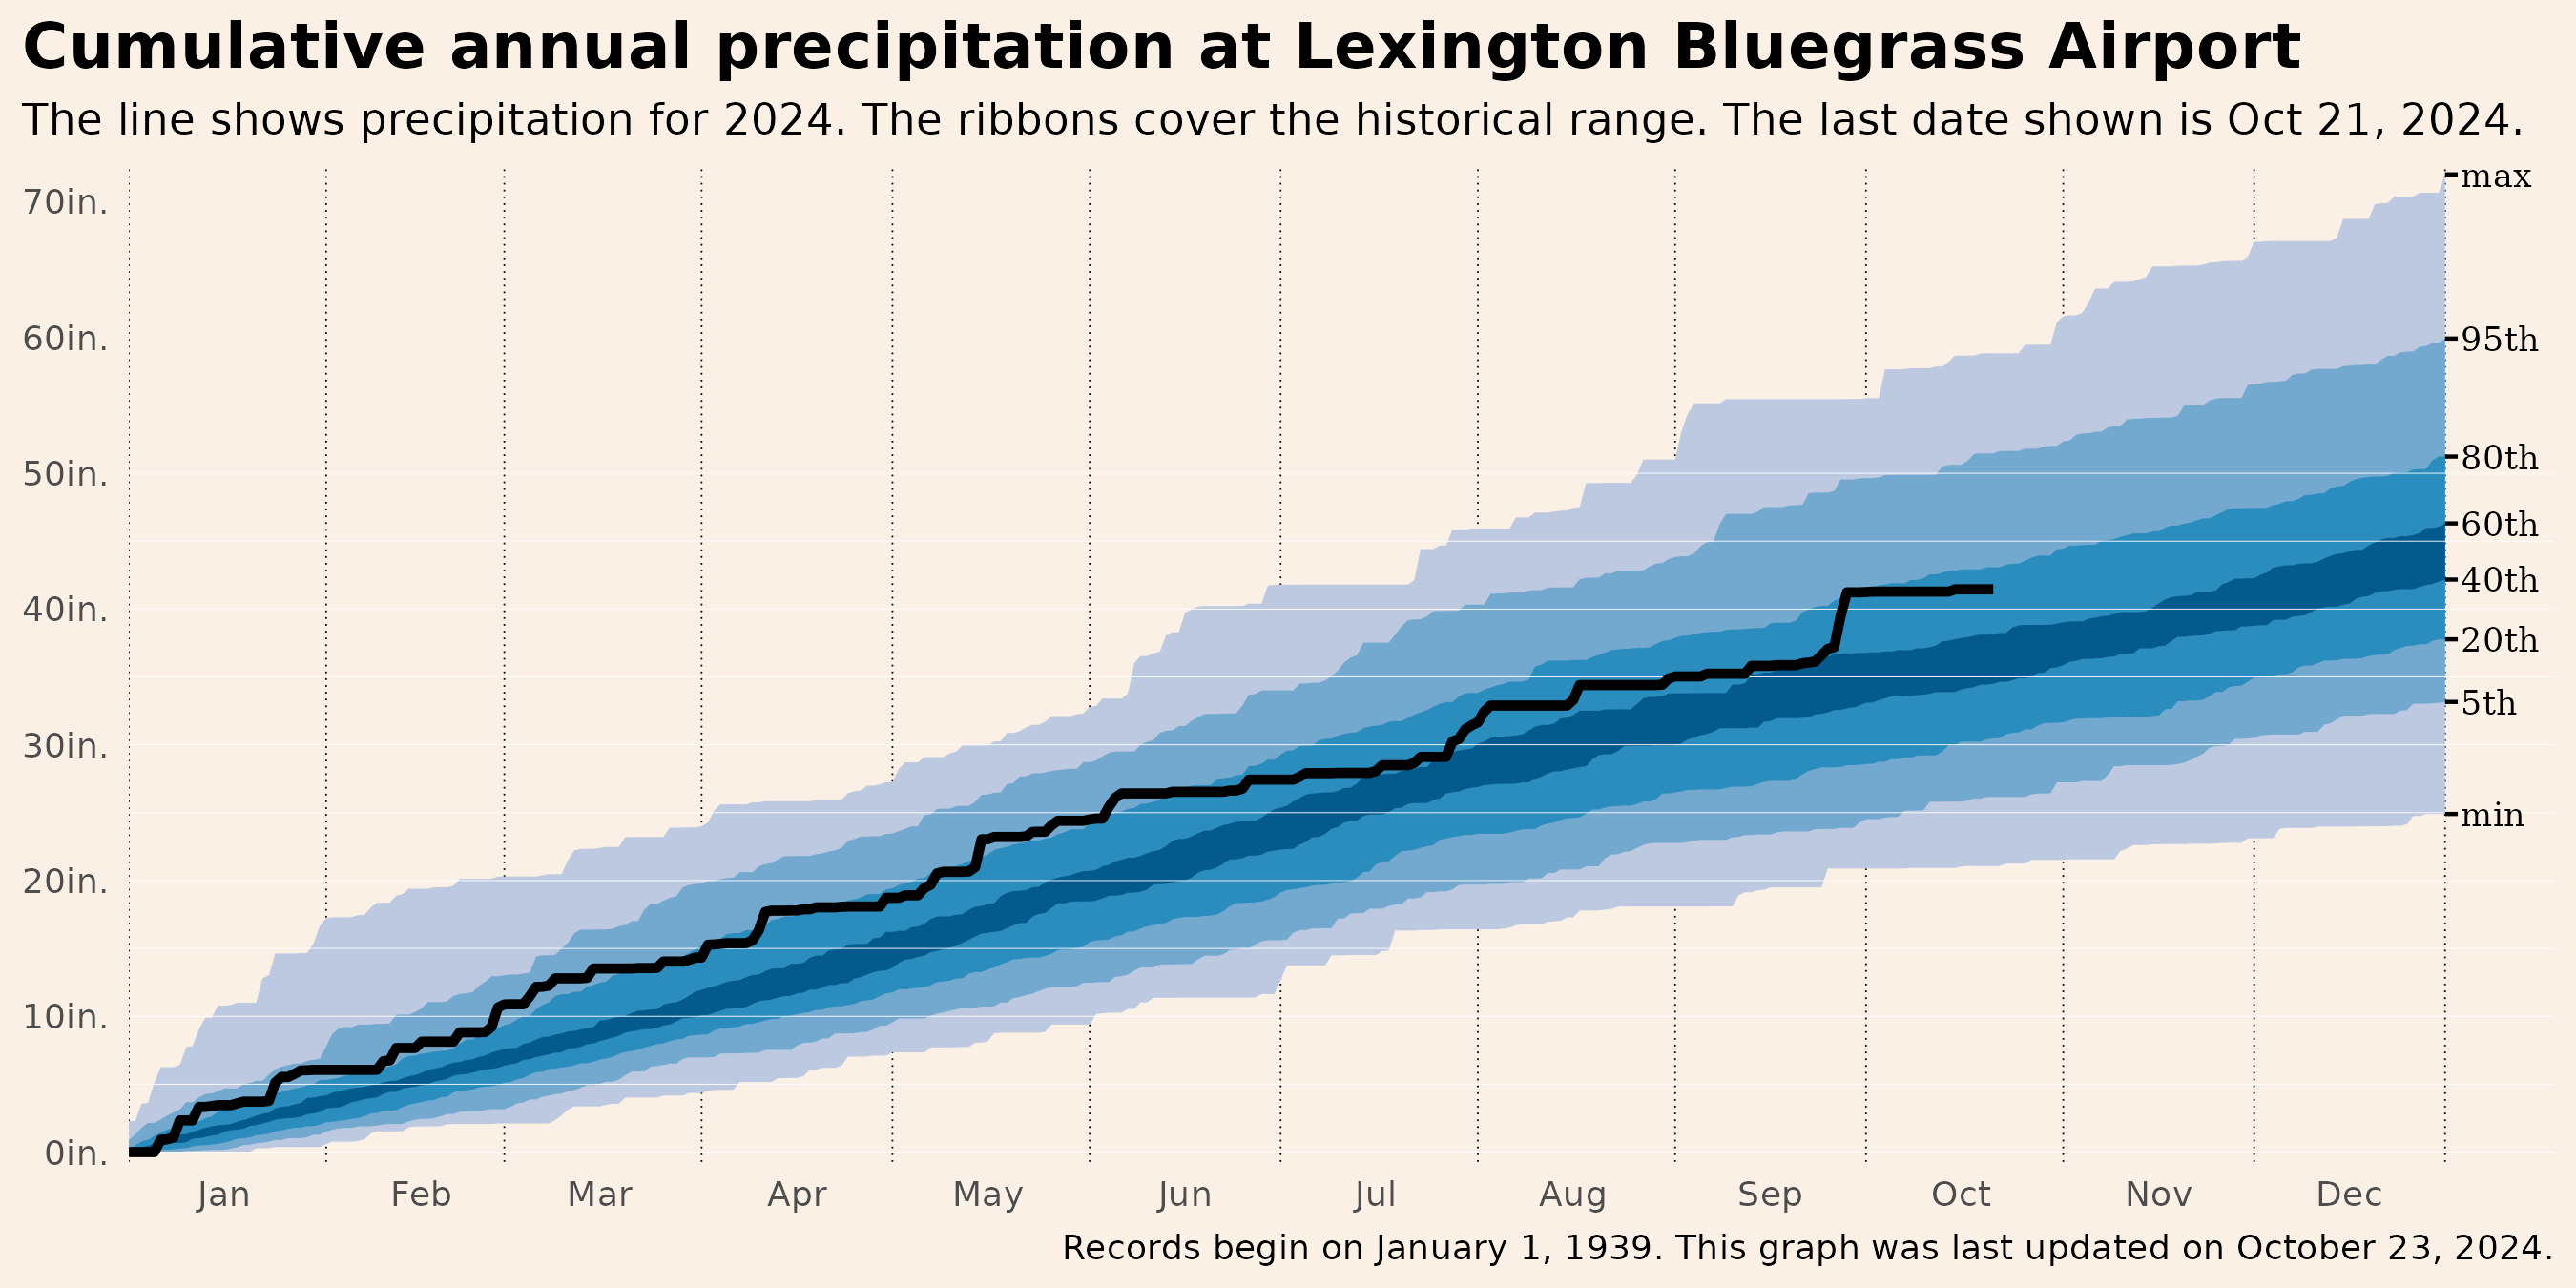 Cumulative annual precipitation at Lexington Bluegrass Airport
The line shows precipitation for 2024. The ribbons cover the historical range. The last date shown is Oct 21, 2024.
70in.
60in.
50in.
40in.
30in.
20in.
10in.
0in.
max
95th
80th
60th
40th
20th
5th
min
Jan Feb Mar Apr May Jun Jul Aug Sep Oct Nov Dec
Records begin on January 1, 1939. This graph was last updated on October 23, 2024.